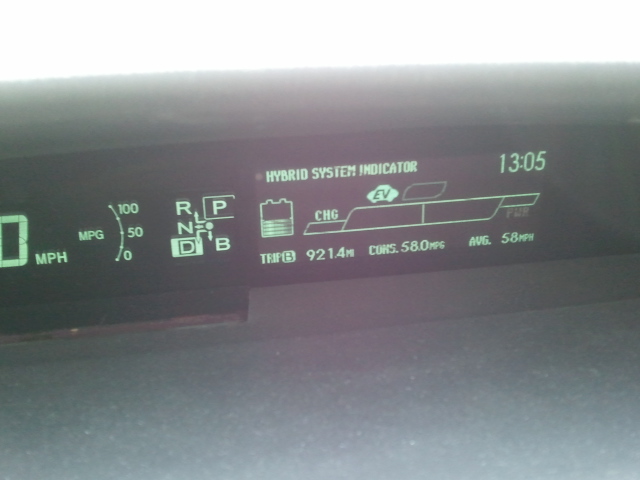 HYBRID SYSTEM INDICATOR 13:05
EV
CHG PWR
TRIP B 921.4MI CONS. 58.0MPG AVG. 58MPH
0 MPH
MPG 100
50
0
R P
N
D B